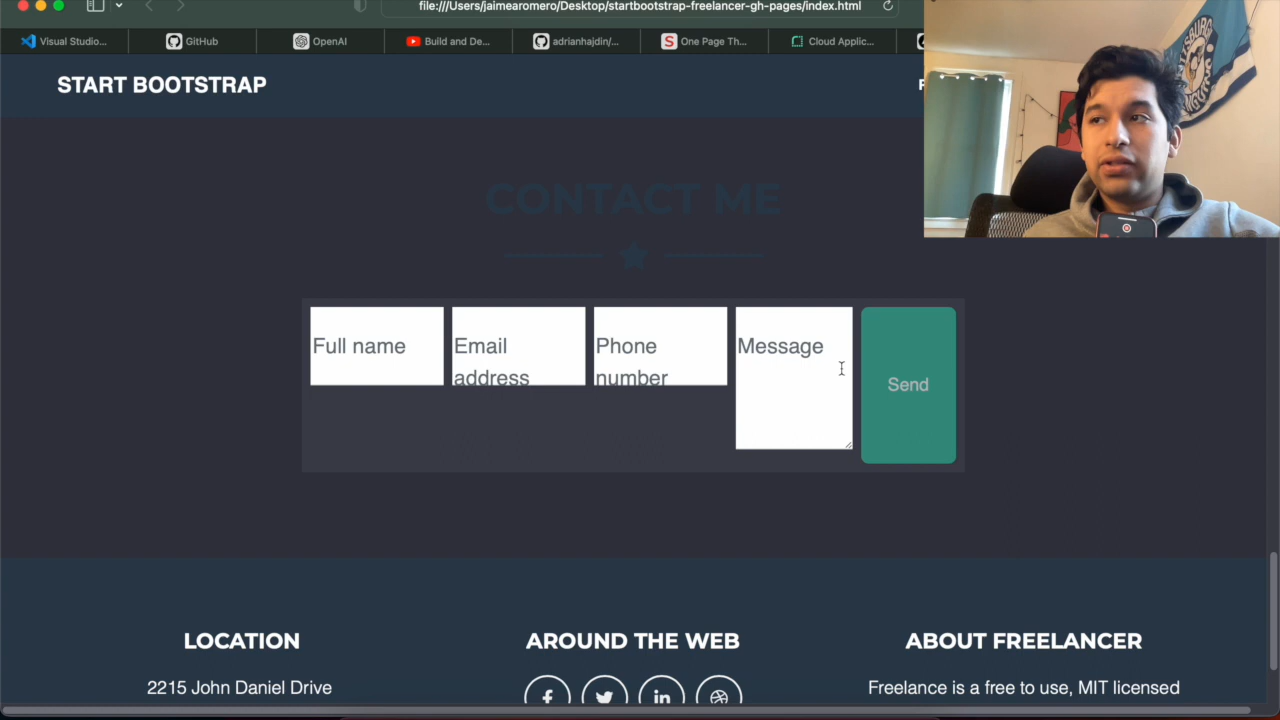 file:///Users/jaimearomero/Desktop/startbootstrap-freelancer-gh-pages/index.html
Visual Studio... GitHub OpenAI Build and De... adrianhajdin/... One Page Th... Cloud Applic...
START BOOTSTRAP
CONTACT ME
Full name
Email
address
Phone
number
Message
Send
LOCATION
2215 John Daniel Drive
AROUND THE WEB
ABOUT FREELANCER
Freelance is a free to use, MIT licensed